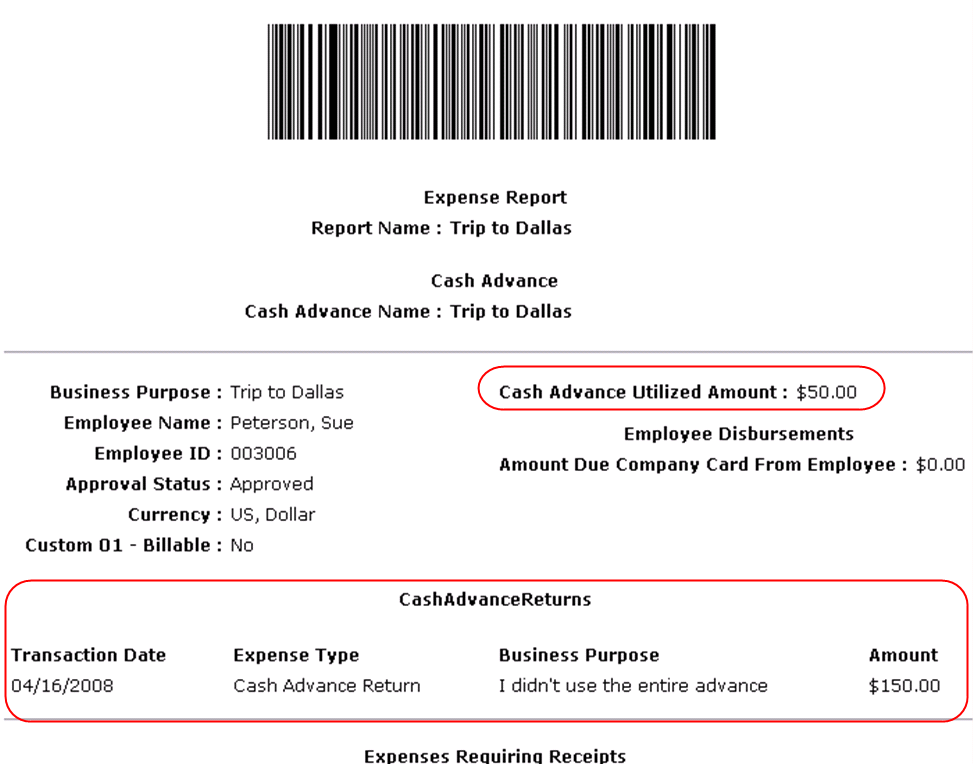 Expense Report
Report Name : Trip to Dallas
Cash Advance
Cash Advance Name : Trip to Dallas
Business Purpose : Trip to Dallas
Employee Name : Peterson, Sue
Employee ID : 003006
Approval Status : Approved
Currency : US, Dollar
Custom 01 - Billable : No
Cash Advance Utilized Amount : $50.00
Employee Disbursements
Amount Due Company Card From Employee : $0.00
CashAdvanceReturns
Transaction Date Expense Type Business Purpose Amount
04/16/2008 Cash Advance Return I didn't use the entire advance $150.00
Expenses Requiring Receipts